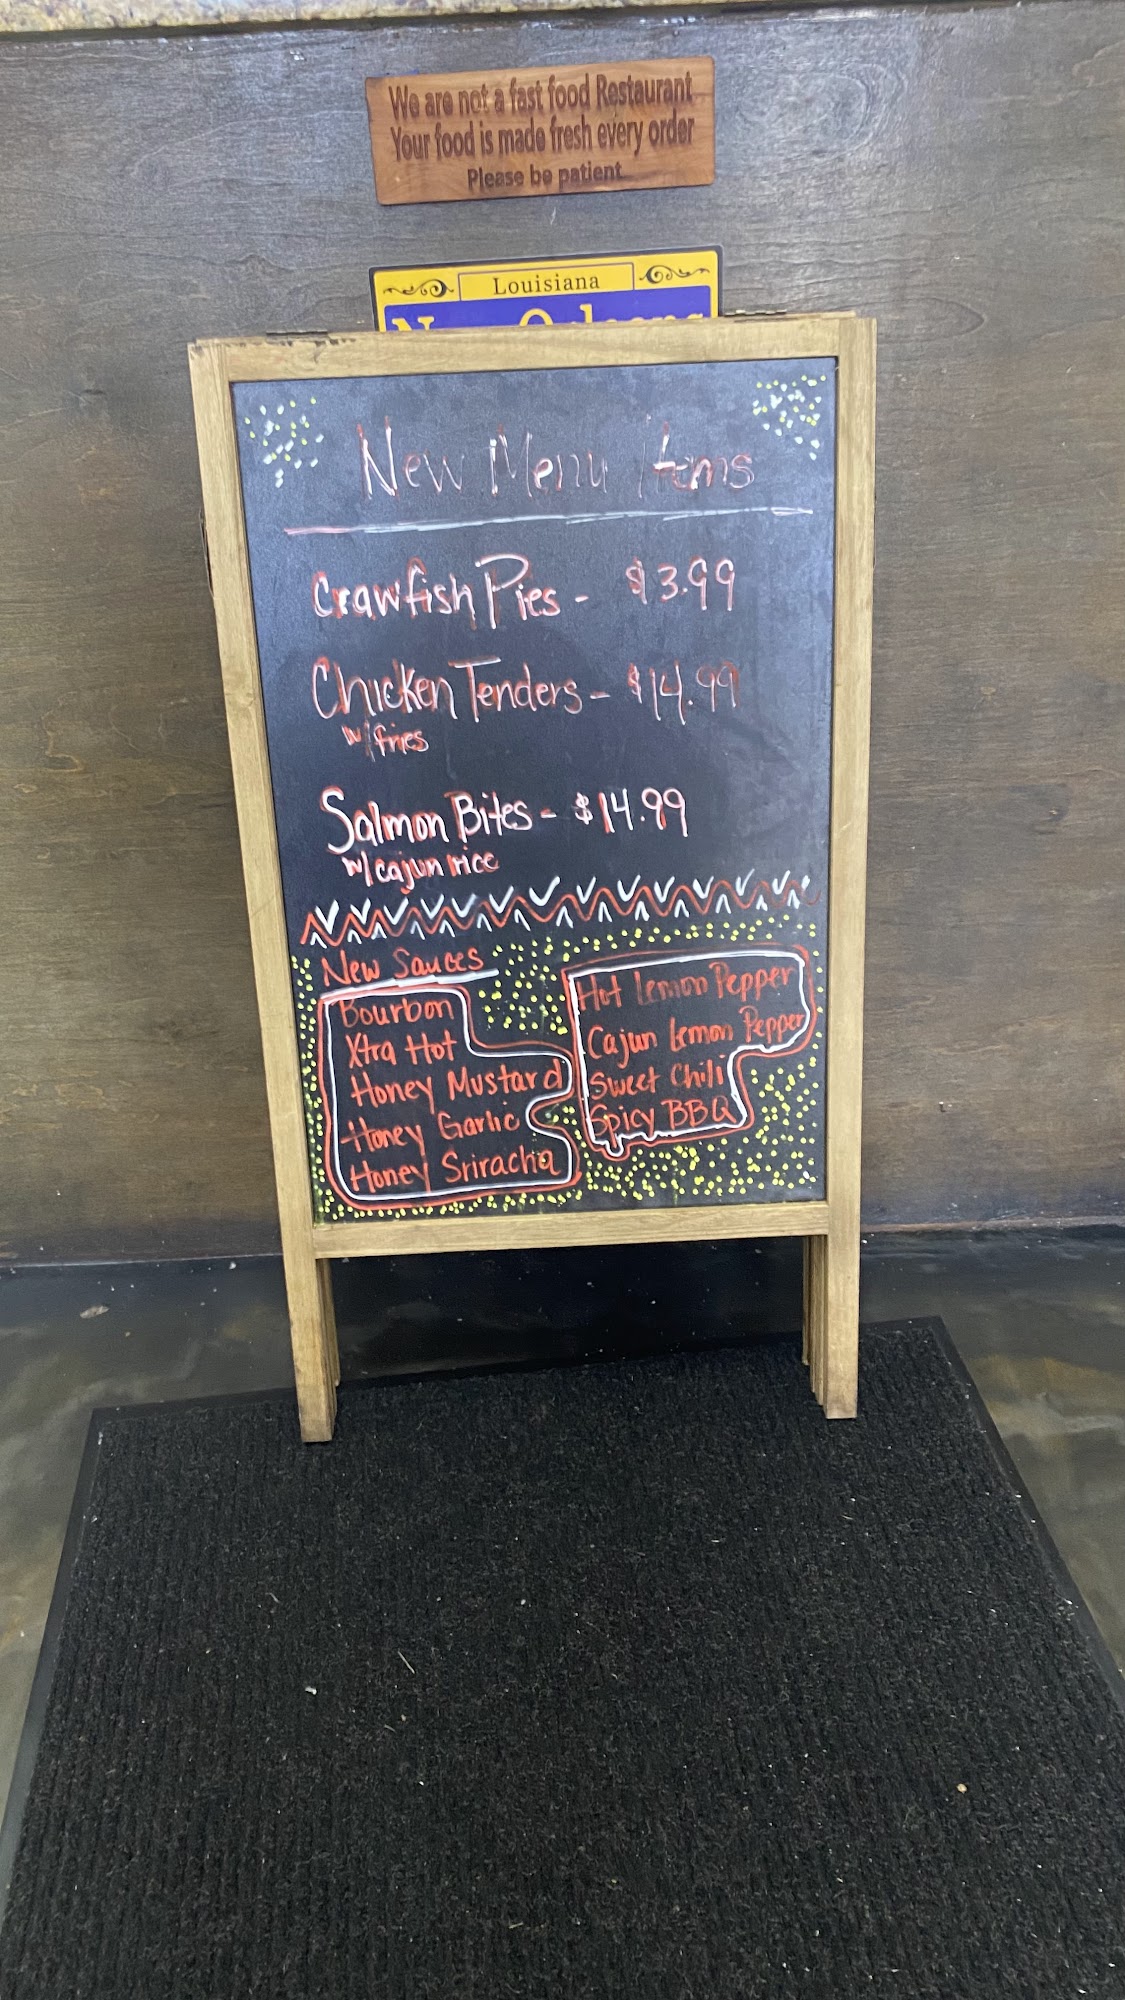 We are not a fast food Restaurant
Your food is made fresh every order
Please be patient
Louisiana
New Orleans
New Menu Items
Crawfish Pies - $3.99
Chicken Tenders - $14.99
w/fries
Salmon Bites - $14.99
w/cajun rice
New Sauces
Bourbon
Xtra Hot
Honey Mustard
Honey Garlic
Honey Sriracha
Hot Lemon Pepper
Cajun Lemon Pepper
Sweet Chili
Spicy BBQ